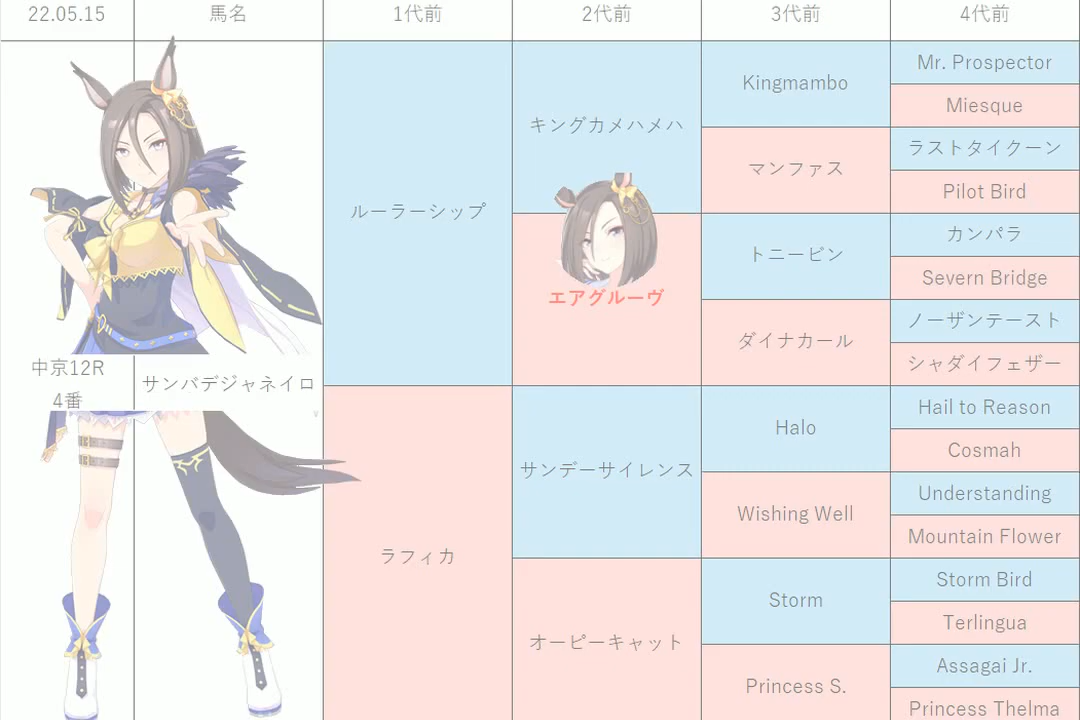 22.05.15
馬名
1代前
2代前
3代前
4代前
中京12R
4番
サンバデジャネイロ
ルーラーシップ
ラフィカ
キングカメハメハ
エアグルーヴ
サンデーサイレンス
オーピーキャット
Kingmambo
マンファス
トニービン
ダイナカール
Halo
Wishing Well
Storm
Princess S.
Mr. Prospector
Miesque
ラストタイクーン
Pilot Bird
カンパラ
Severn Bridge
ノーザンテースト
シャダイフェザー
Hail to Reason
Cosmah
Understanding
Mountain Flower
Storm Bird
Terlingua
Assagai Jr.
Princess Thelma